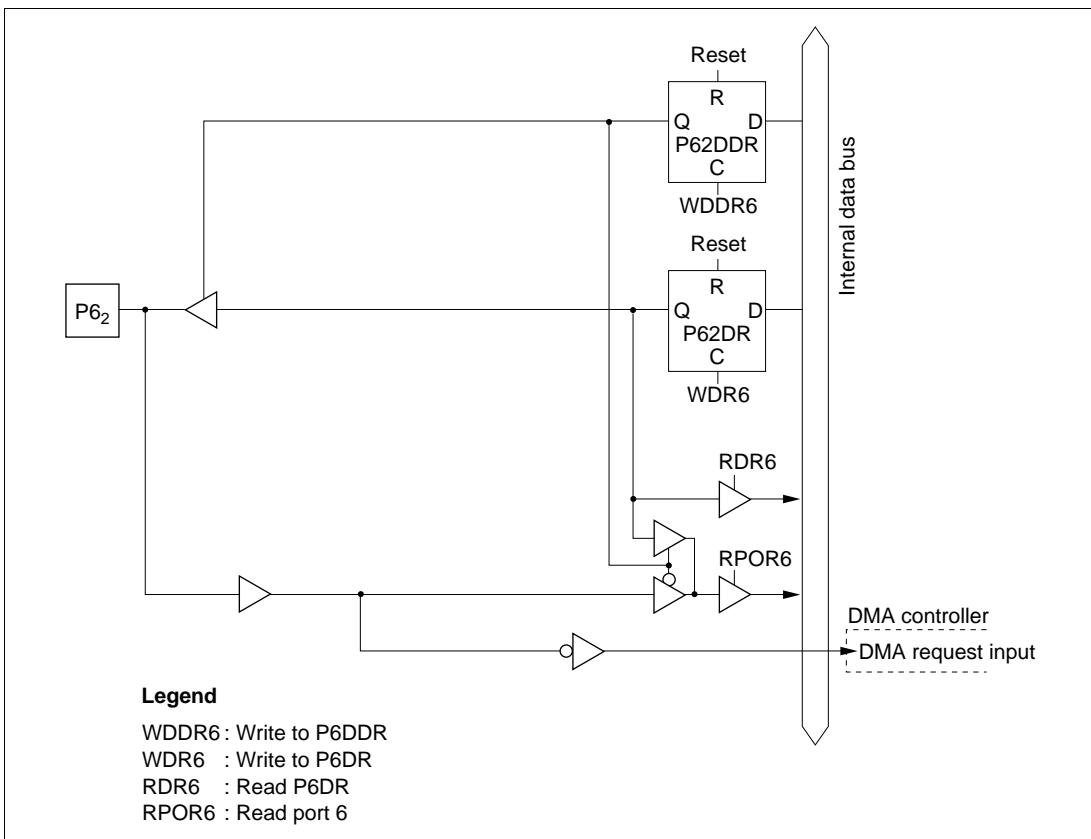 Reset
R
Q D
P62DDR
C
WDDR6
Internal data bus
Reset
R
P6₂
Q D
P62DR
C
WDR6
RDR6
RPOR6
DMA controller
DMA request input
Legend
WDDR6 : Write to P6DDR
WDR6 : Write to P6DR
RDR6 : Read P6DR
RPOR6 : Read port 6